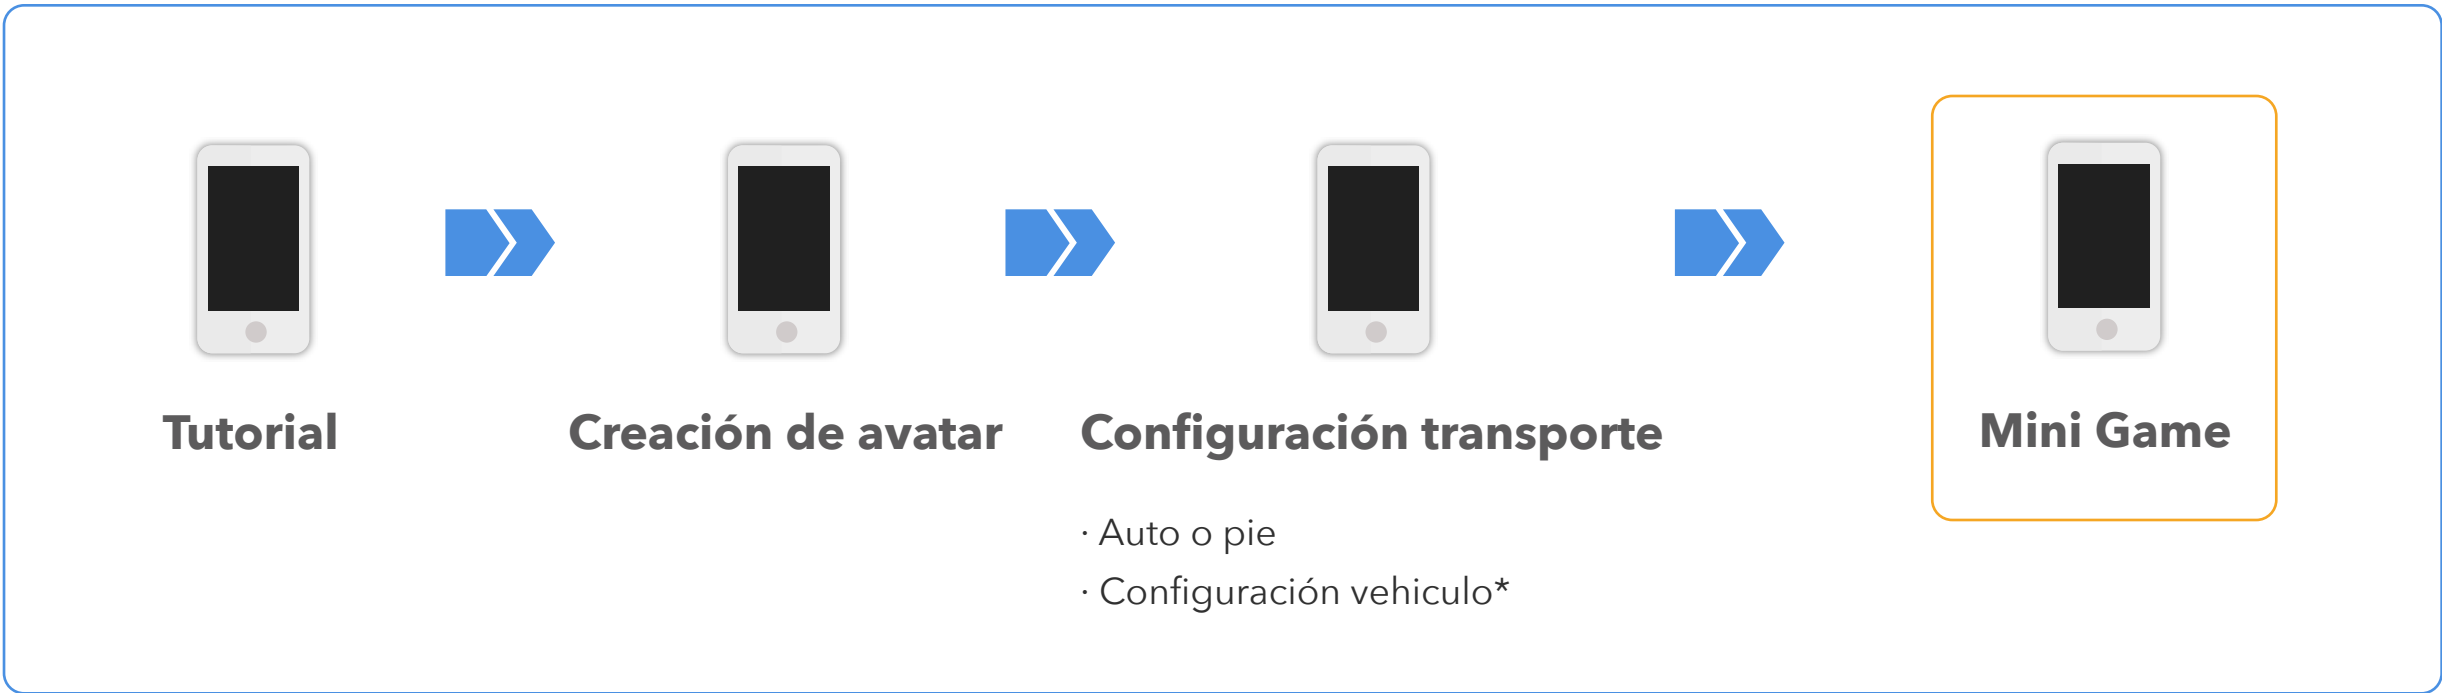 Tutorial
Creación de avatar
Configuración transporte
Mini Game
· Auto o pie
· Configuración vehiculo*